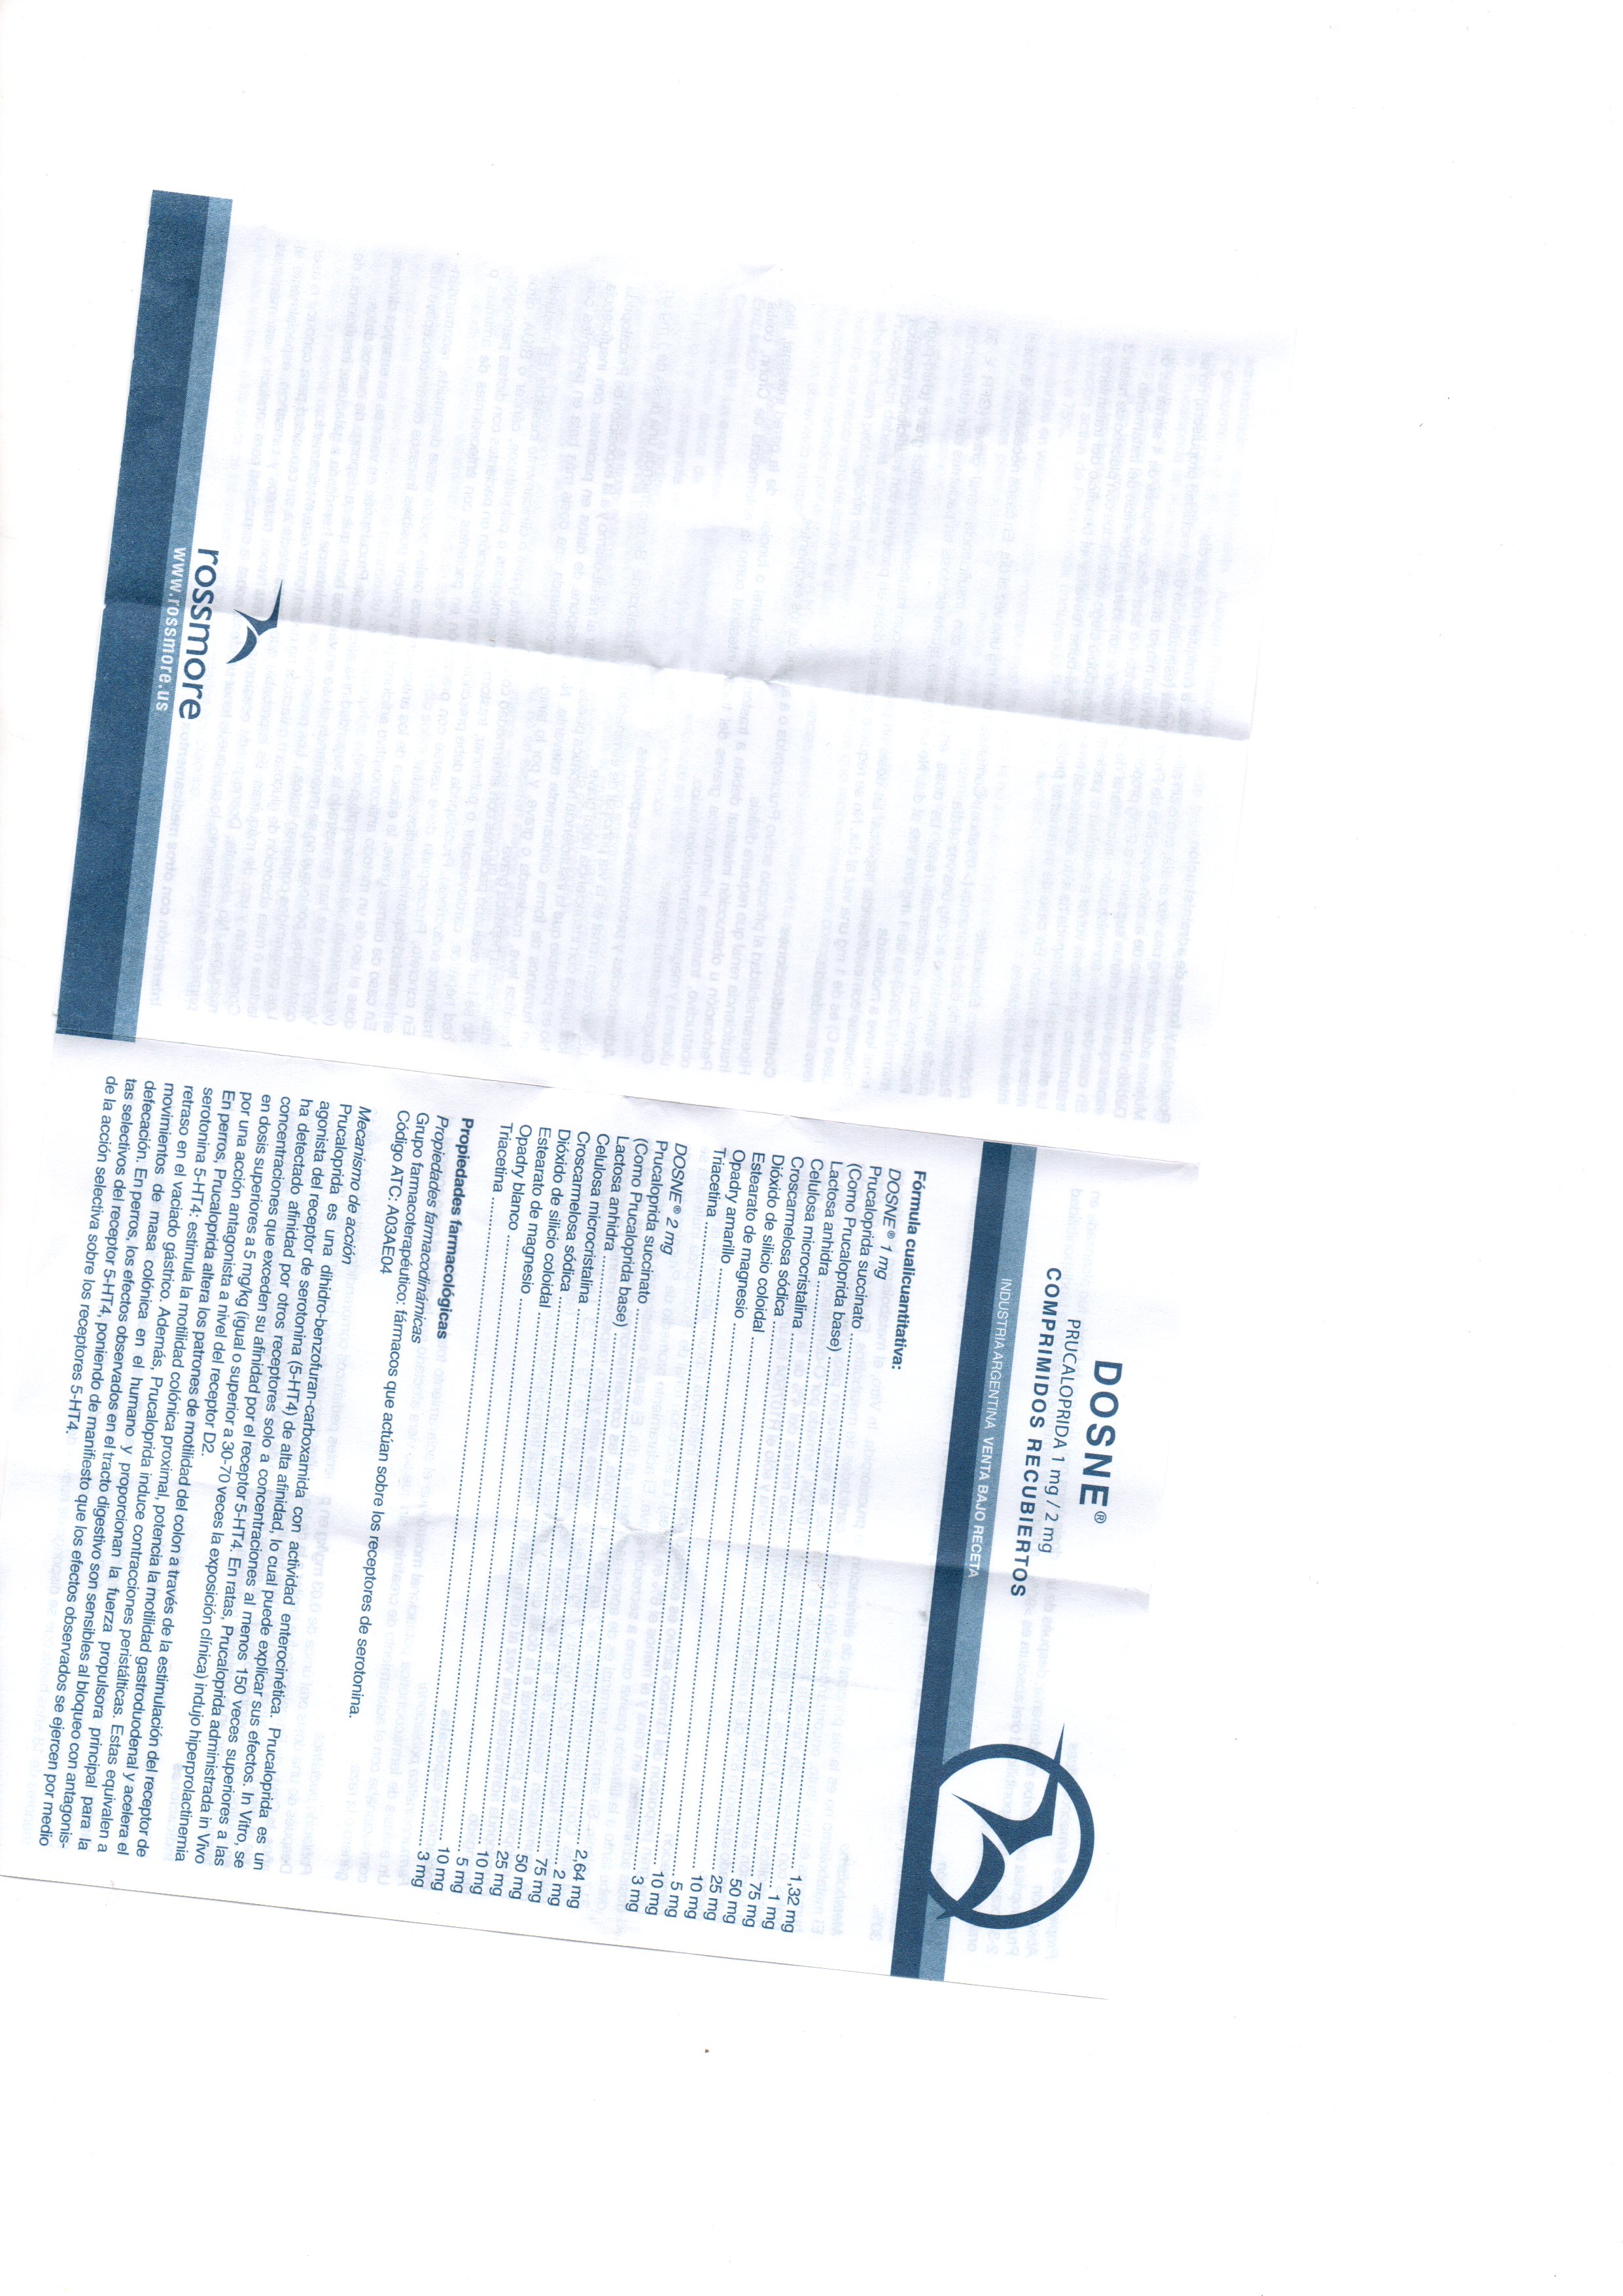 DOSNE®
PRUCALOPRIDA 1 mg / 2 mg
COMPRIMIDOS RECUBIERTOS
INDUSTRIA ARGENTINA VENTA BAJO RECETA
Fórmula cualicuantitativa:
DOSNE® 1 mg
Prucaloprida succinato ........ 1,32 mg
(Como Prucaloprida base) ........ 1 mg
Lactosa anhidra ........ 75 mg
Celulosa microcristalina ........ 50 mg
Croscarmelosa sódica ........ 25 mg
Dióxido de silicio coloidal ........ 10 mg
Estearato de magnesio ........ 5 mg
Opadry amarillo ........ 10 mg
Triacetina ........ 3 mg
DOSNE® 2 mg
Prucaloprida succinato ........ 2,64 mg
(Como Prucaloprida base) ........ 2 mg
Lactosa anhidra ........ 75 mg
Celulosa microcristalina ........ 50 mg
Croscarmelosa sódica ........ 25 mg
Dióxido de silicio coloidal ........ 10 mg
Estearato de magnesio ........ 5 mg
Opadry blanco ........ 10 mg
Triacetina ........ 3 mg
Propiedades farmacológicas
Propiedades farmacodinámicas
Grupo farmacoterapéutico: fármacos que actúan sobre los receptores de serotonina.
Código ATC: A03AE04
Mecanismo de acción
Prucaloprida es una dihidro-benzofuran-carboxamida con actividad enterocinética. Prucaloprida es un
agonista del receptor de serotonina (5-HT4) de alta afinidad, lo cual puede explicar sus efectos. In Vitro, se
ha detectado afinidad por otros receptores solo a concentraciones al menos 150 veces superiores a las
concentraciones que exceden su afinidad por el receptor 5-HT4. En ratas, Prucaloprida administrada in Vivo
en dosis superiores a 5 mg/kg (igual o superior a 30-70 veces la exposición clínica) indujo hiperprolactinemia
por una acción antagonista a nivel del receptor D2.
En perros, Prucaloprida altera los patrones de motilidad del colon a través de la estimulación del receptor de
serotonina 5-HT4: estimula la motilidad colónica proximal, potencia la motilidad gastroduodenal y acelera el
retraso en el vaciado gástrico. Además, Prucaloprida induce contracciones peristálticas. Estas equivalen a
movimientos de masa colónica en el humano y proporcionan la fuerza propulsora principal para la
defecación. En perros, los efectos observados en el tracto digestivo son sensibles al bloqueo con antagonis-
tas selectivos del receptor 5-HT4, poniendo de manifiesto que los efectos observados se ejercen por medio
de la acción selectiva sobre los receptores 5-HT4.
rossmore
www.rossmore.us